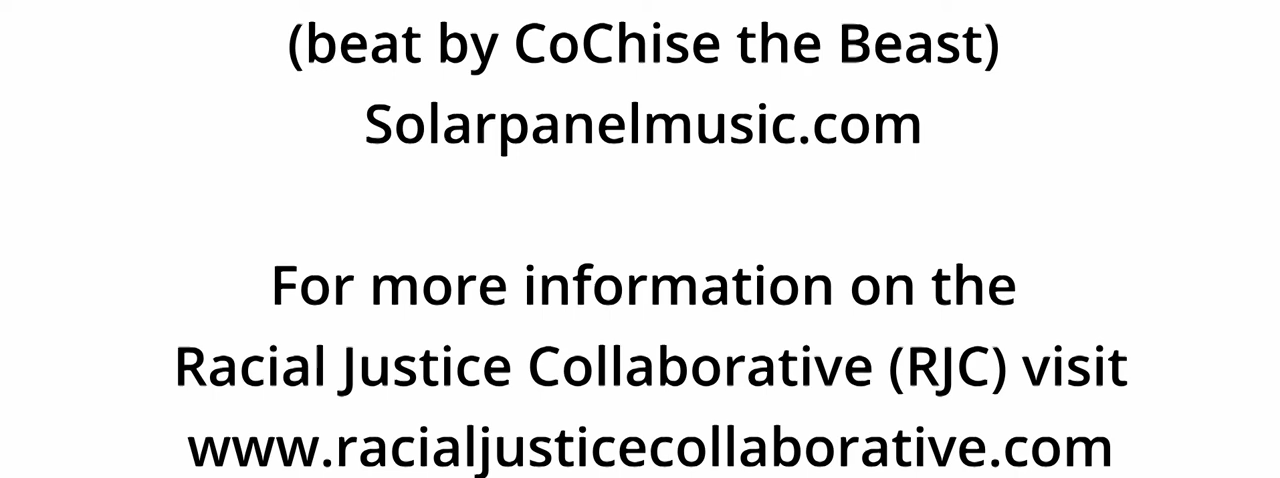 (beat by CoChise the Beast)
Solarpanelmusic.com
For more information on the
Racial Justice Collaborative (RJC) visit
www.racialjusticecollaborative.com